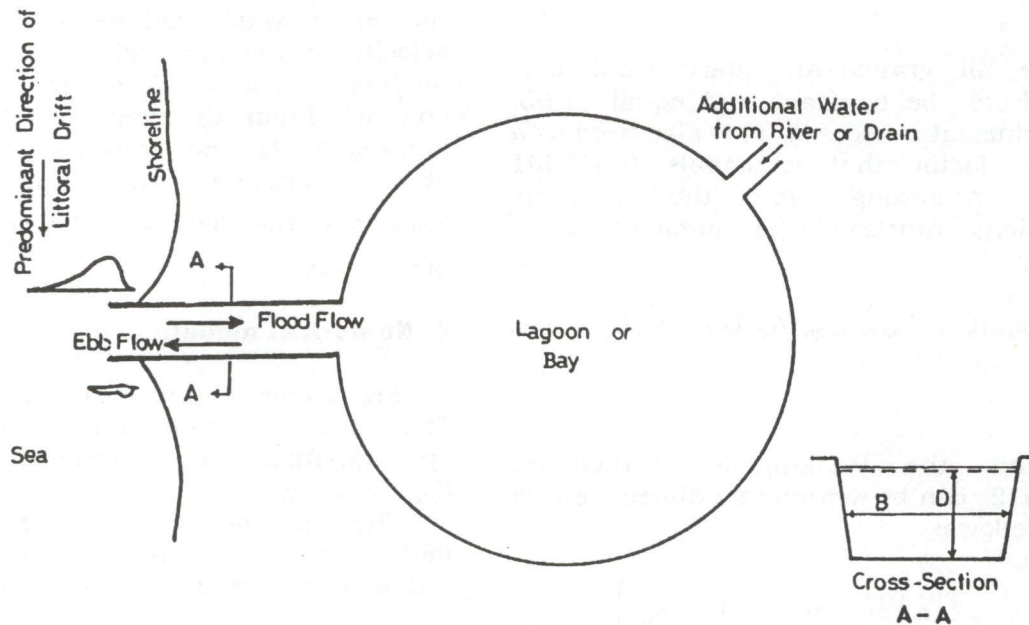 Predominant Direction of
Littoral Drift
Shoreline
Additional Water
from River or Drain
A
Flood Flow
Ebb Flow
A
Lagoon or
Bay
Sea
B
D
Cross-Section
A-A